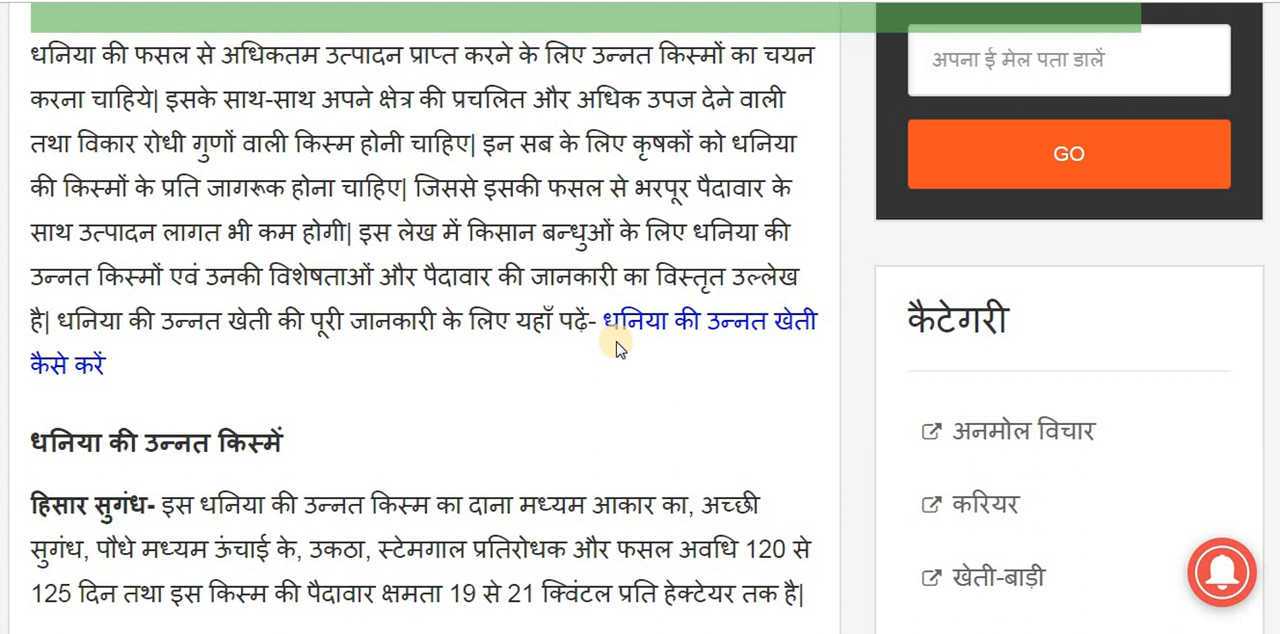 धनिया की फसल से अधिकतम उत्पादन प्राप्त करने के लिए उन्नत किस्मों का चयन
करना चाहिये| इसके साथ-साथ अपने क्षेत्र की प्रचलित और अधिक उपज देने वाली
तथा विकार रोधी गुणों वाली किस्म होनी चाहिए| इन सब के लिए कृषकों को धनिया
की किस्मों के प्रति जागरूक होना चाहिए| जिससे इसकी फसल से भरपूर पैदावार के
साथ उत्पादन लागत भी कम होगी| इस लेख में किसान बन्धुओं के लिए धनिया की
उन्नत किस्मों एवं उनकी विशेषताओं और पैदावार की जानकारी का विस्तृत उल्लेख
है| धनिया की उन्नत खेती की पूरी जानकारी के लिए यहाँ पढ़ें- धनिया की उन्नत खेती
कैसे करें
धनिया की उन्नत किस्में
हिसार सुगंध- इस धनिया की उन्नत किस्म का दाना मध्यम आकार का, अच्छी
सुगंध, पौधे मध्यम ऊंचाई के, उकठा, स्टेमगाल प्रतिरोधक और फसल अवधि 120 से
125 दिन तथा इस किस्म की पैदावार क्षमता 19 से 21 क्विंटल प्रति हेक्टेयर तक है|
अपना ई मेल पता डालें
GO
कैटेगरी
अनमोल विचार
करियर
खेती-बाड़ी